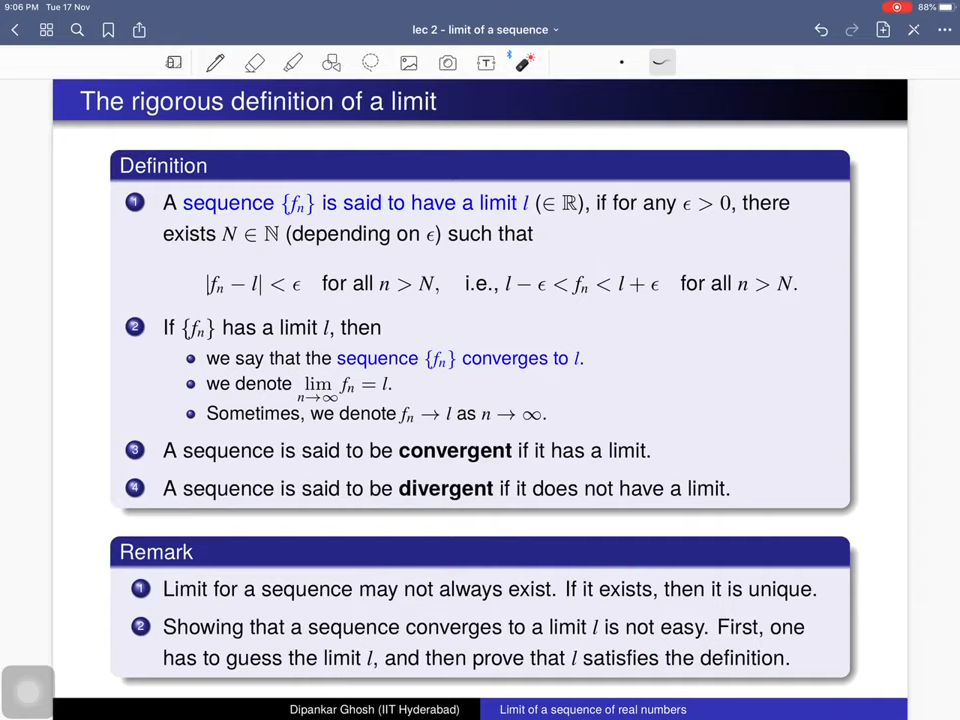 9:06 PM Tue 17 Nov
88%
lec 2 - limit of a sequence
T
The rigorous definition of a limit
Definition
1 A sequence {fₙ} is said to have a limit l (∈ ℝ), if for any ϵ > 0, there
exists N ∈ ℕ (depending on ϵ) such that
|fₙ − l| < ϵ for all n > N, i.e., l − ϵ < fₙ < l + ϵ for all n > N.
2 If {fₙ} has a limit l, then
• we say that the sequence {fₙ} converges to l.
• we denote lim fₙ = l.
n→∞
• Sometimes, we denote fₙ → l as n → ∞.
3 A sequence is said to be convergent if it has a limit.
4 A sequence is said to be divergent if it does not have a limit.
Remark
1 Limit for a sequence may not always exist. If it exists, then it is unique.
2 Showing that a sequence converges to a limit l is not easy. First, one
has to guess the limit l, and then prove that l satisfies the definition.
Dipankar Ghosh (IIT Hyderabad)
Limit of a sequence of real numbers